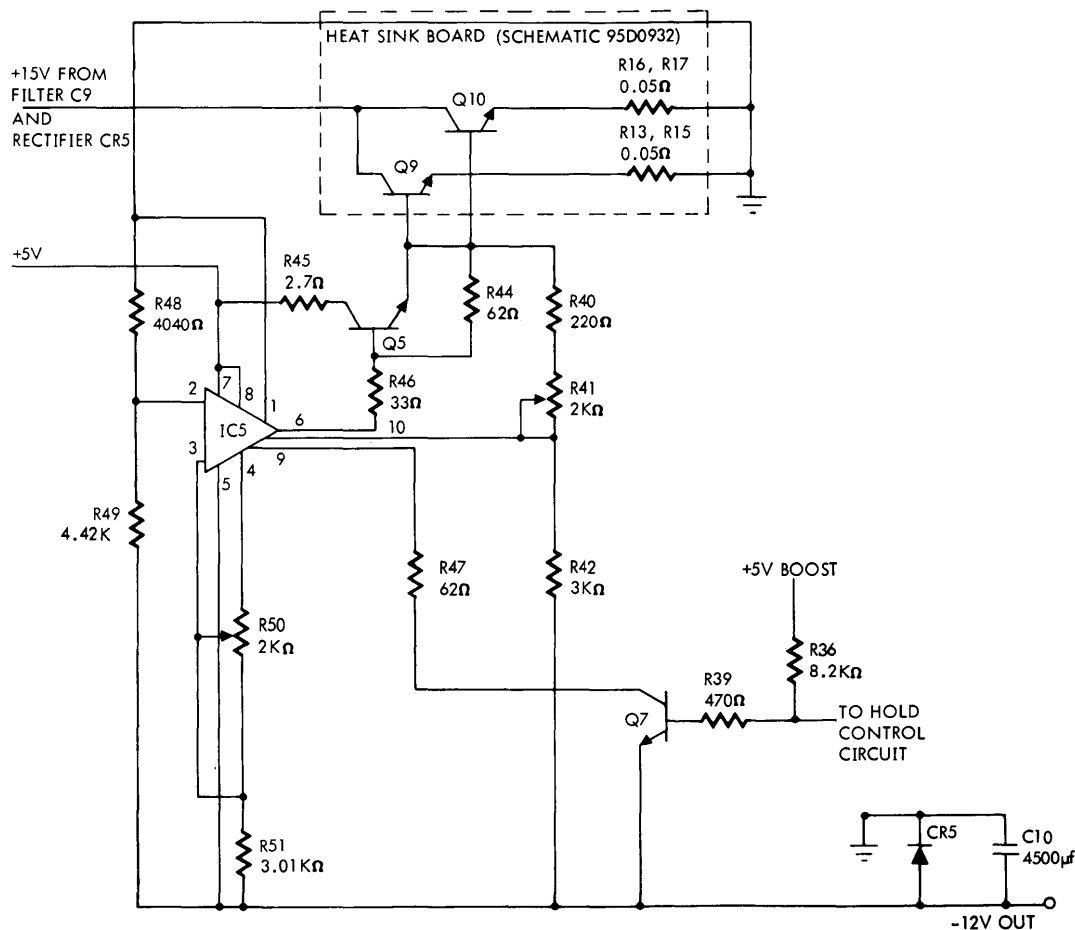 HEAT SINK BOARD (SCHEMATIC 95D0932)
+15V FROM
FILTER C9
AND
RECTIFIER CR5
R16, R17
0.05Ω
Q10
R13, R15
0.05Ω
Q9
+5V
R45
2.7Ω
R48
4040Ω
R44
62Ω
R40
220Ω
Q5
2
7
8
1
R46
33Ω
R41
2KΩ
IC5
6
10
3
9
5
4
R49
4.42K
R47
62Ω
R42
3KΩ
+5V BOOST
R50
2KΩ
R36
8.2KΩ
R39
470Ω
Q7
TO HOLD
CONTROL
CIRCUIT
R51
3.01KΩ
CR5
C10
4500µf
-12V OUT